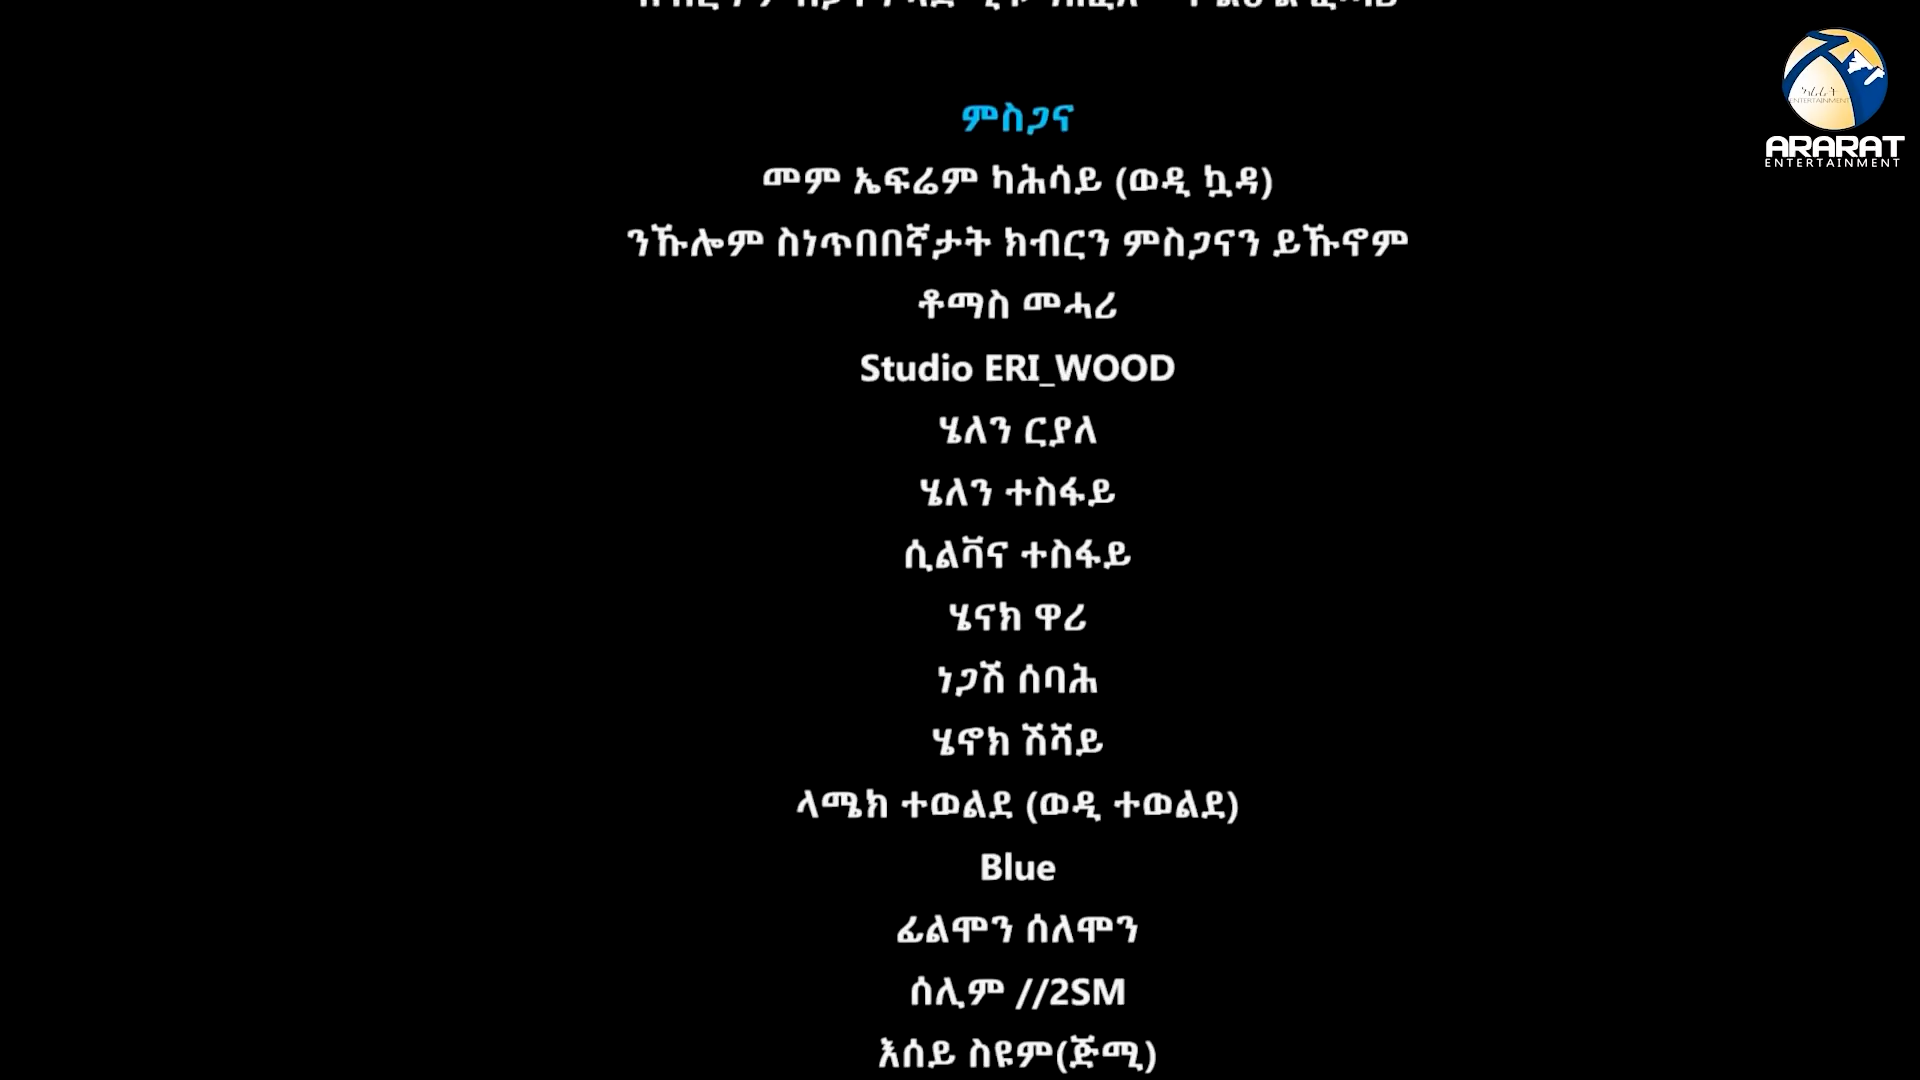 ምስጋና
መም ኤፍሬም ካሕሳይ (ወዲ ኳዳ)
ንኹሎም ስነጥበበኛታት ክብርን ምስጋናን ይኹኖም
ቶማስ መሓሪ
Studio ERI_WOOD
ሄለን ርያለ
ሄለን ተስፋይ
ሲልቫና ተስፋይ
ሄናክ ዋሪ
ነጋሽ ሰባሕ
ሄኖክ ሽሻይ
ላሜክ ተወልደ (ወዲ ተወልደ)
Blue
ፊልሞን ሰለሞን
ሰሊም //2SM
እሰይ ስዩም(ጅሚ)
ARARAT
ENTERTAINMENT